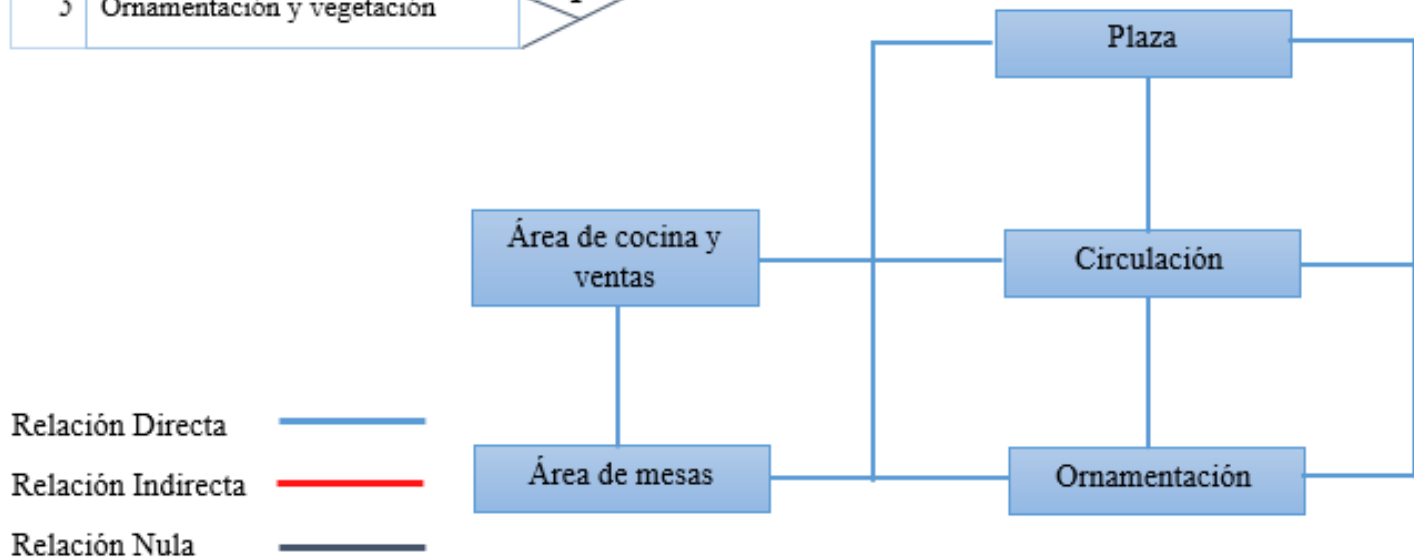 5 Ornamentación y vegetación
Plaza
Área de cocina y
ventas
Circulación
Área de mesas
Ornamentación
Relación Directa
Relación Indirecta
Relación Nula